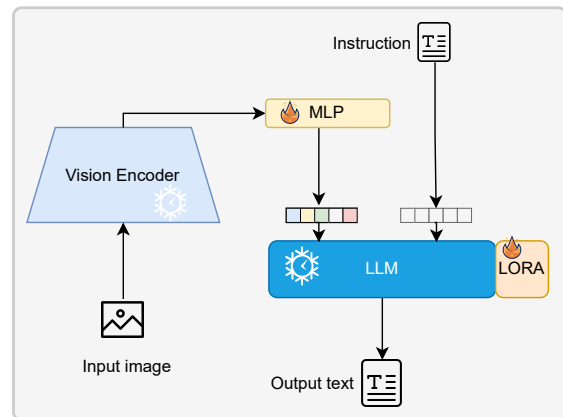 Instruction
MLP
Vision Encoder
LLM
LORA
Input image
Output text